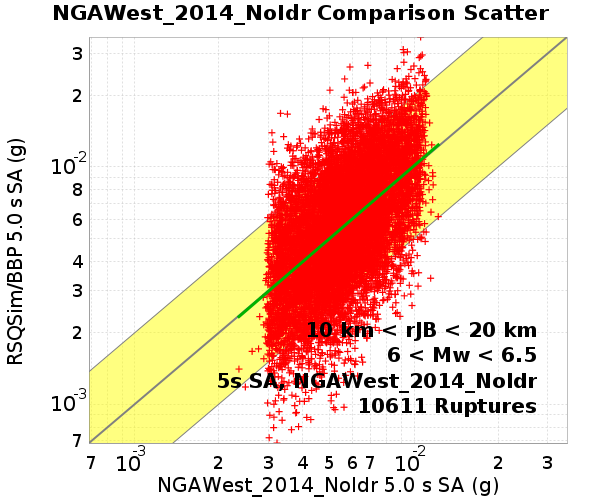 NGAWest_2014_NoIdr Comparison Scatter
RSQSim/BBP 5.0 s SA (g)
3
2
10⁻²
8
6
4
3
2
10⁻³
7
10 km < rJB < 20 km
6 < Mw < 6.5
5s SA, NGAWest_2014_NoIdr
10611 Ruptures
7 10⁻³ 2 3 4 5 6 7 10⁻² 2 3
NGAWest_2014_NoIdr 5.0 s SA (g)